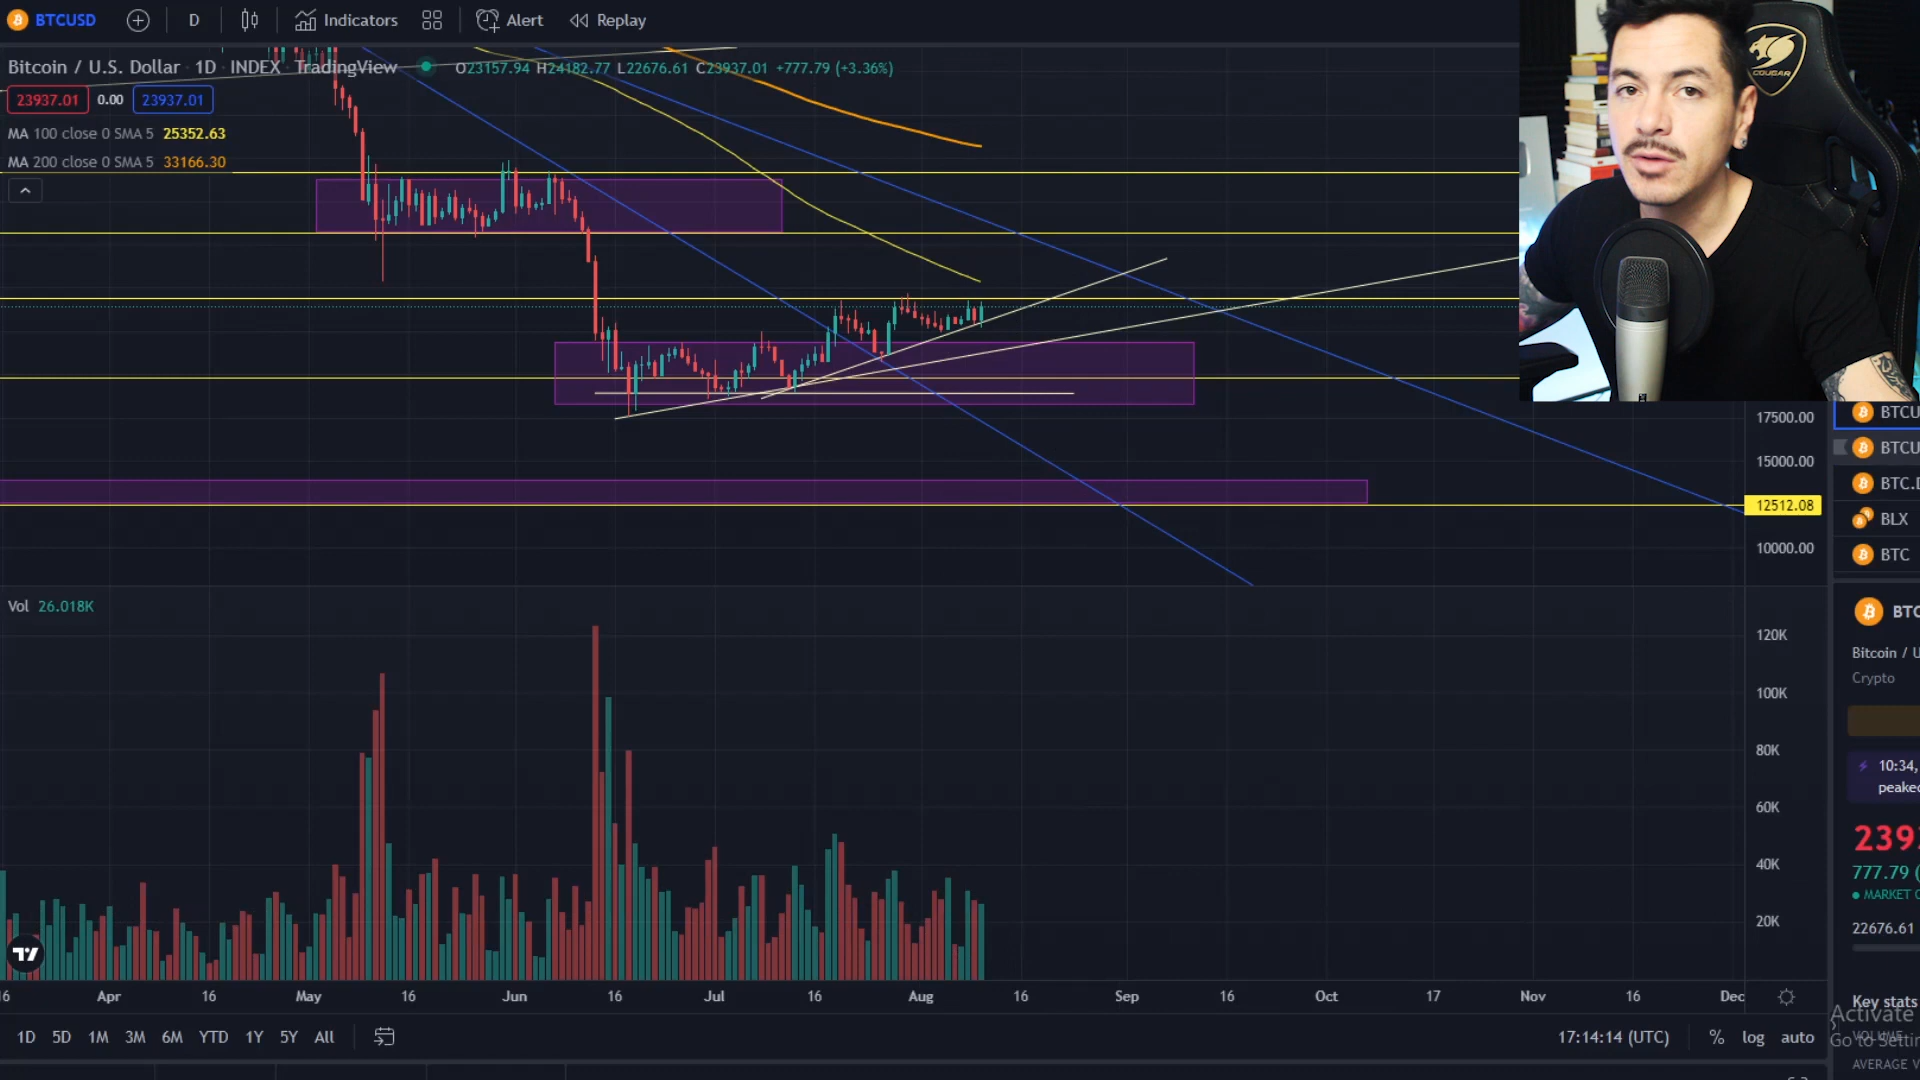 BTCUSD D Indicators Alert Replay
Bitcoin / U.S. Dollar · 1D · INDEX · TradingView O23157.94 H24182.77 L22676.61 C23937.01 +777.79 (+3.36%)
23937.01 0.00 23937.01
MA 100 close 0 SMA 5 25352.63
MA 200 close 0 SMA 5 33166.30
COUGAR
17500.00
15000.00
12512.08
10000.00
BTCU
BTCU
BTC.D
BLX
BTC
Vol 26.018K
120K
100K
80K
60K
40K
20K
BTC
Bitcoin / U
Crypto
10:34,
peaked
239
777.79 (
MARKET
22676.61
Key stats
Activate
VOLUME
Go to Settin
AVERAGE V
16 Apr 16 May 16 Jun 16 Jul 16 Aug 16 Sep 16 Oct 17 Nov 16 Dec
1D 5D 1M 3M 6M YTD 1Y 5Y All 17:14:14 (UTC) % log auto